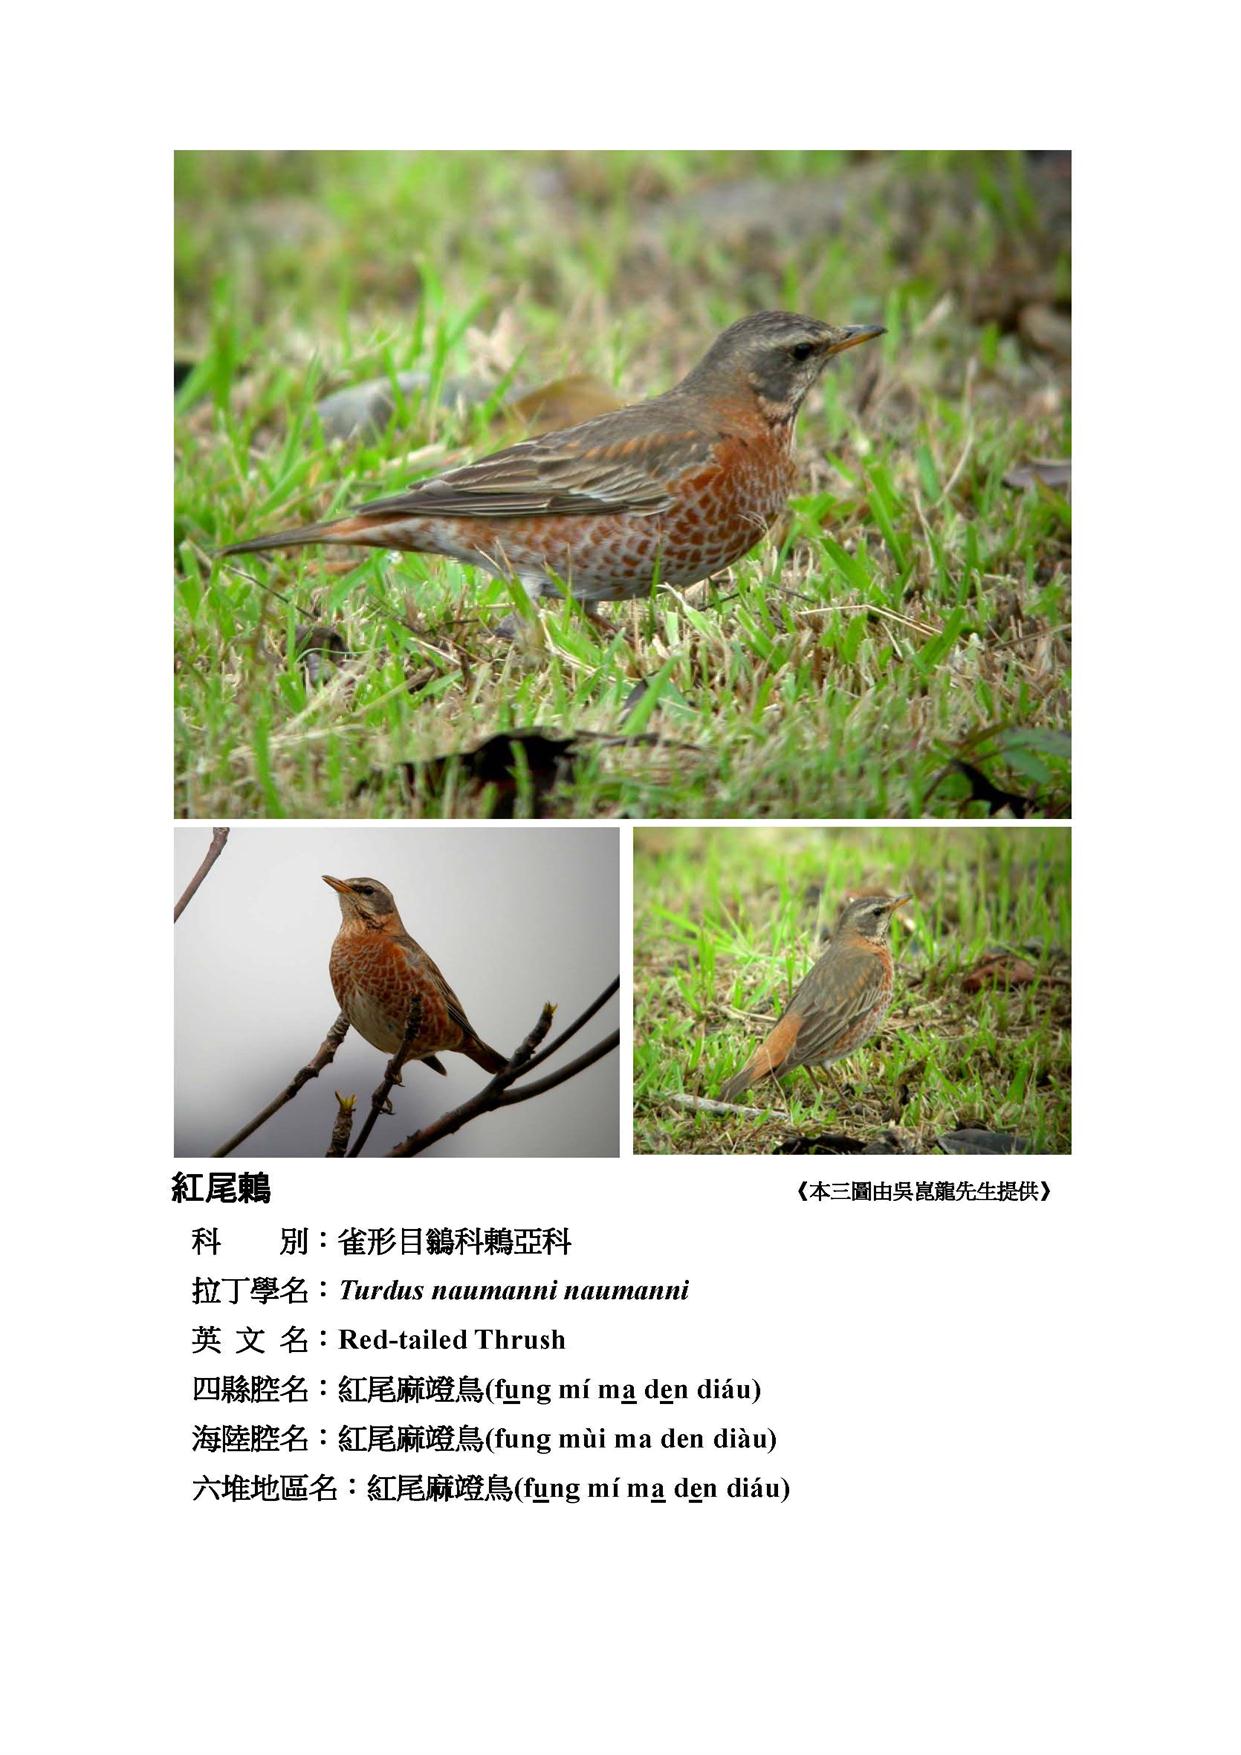 紅尾鶇
《本三圖由吳崑龍先生提供》
科　　別：雀形目鶲科鶇亞科
拉丁學名：Turdus naumanni naumanni
英 文 名：Red-tailed Thrush
四縣腔名：紅尾麻竳鳥(fung mí ma den diáu)
海陸腔名：紅尾麻竳鳥(fung mùi ma den diàu)
六堆地區名：紅尾麻竳鳥(fung mí ma den diáu)